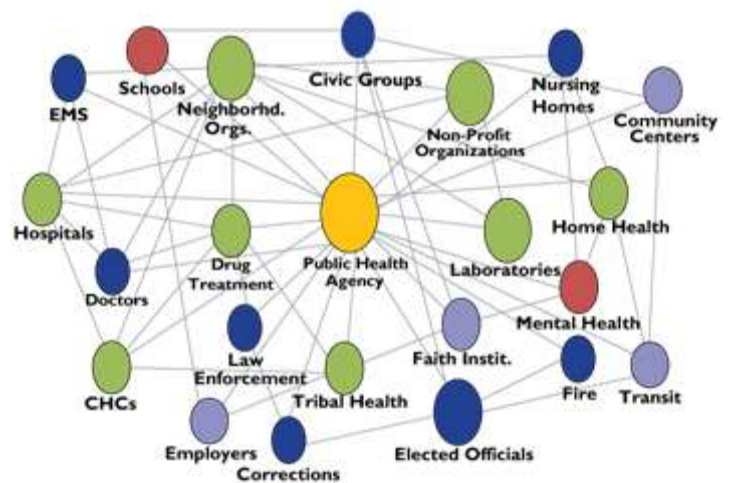 Schools
Civic Groups
EMS
Neighborhd.
Orgs.
Nursing
Homes
Community
Centers
Non-Profit
Organizations
Hospitals
Home Health
Drug
Treatment
Public Health
Agency
Laboratories
Doctors
Mental Health
Law
Enforcement
Faith Instit.
Fire
Transit
CHCs
Tribal Health
Employers
Corrections
Elected Officials